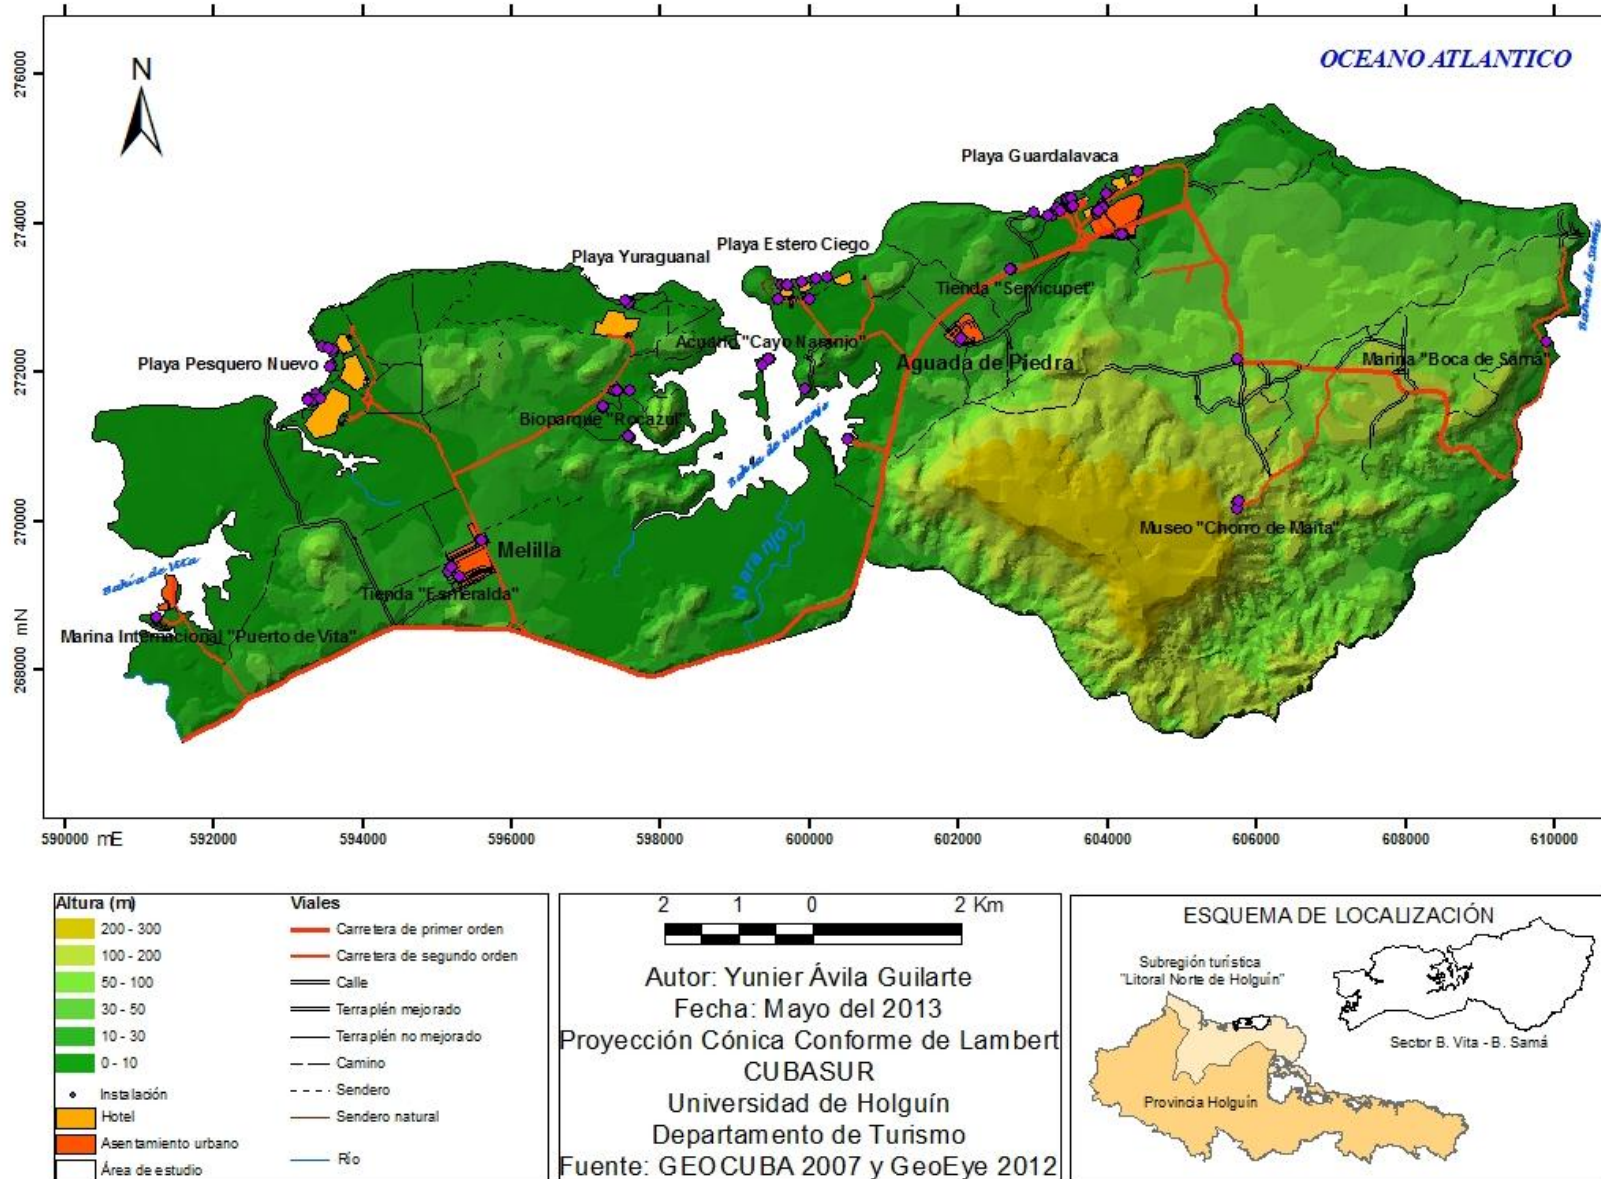 OCEANO ATLANTICO
N
276000
274000
272000
270000
268000
mN
Playa Guardalavaca
Playa Estero Ciego
Playa Yuraguanal
Bahía de Samá
Tienda "Servicupet"
Acuario "Cayo Naranjo"
Aguada de Piedra
Marina "Boca de Samá"
Playa Pesquero Nuevo
Bioparque "Rocazul"
Bahía de Naranjo
Museo "Chorro de Maita"
Naranjo
Melilla
Bahía de Vita
Tienda "Esmeralda"
Marina Internacional "Puerto de Vita"
590000 mE 592000 594000 596000 598000 600000 602000 604000 606000 608000 610000
Altura (m)
200 - 300
100 - 200
50 - 100
30 - 50
10 - 30
0 - 10
Instalación
Hotel
Asentamiento urbano
Área de estudio
Viales
Carretera de primer orden
Carretera de segundo orden
Calle
Terraplén mejorado
Terraplén no mejorado
Camino
Sendero
Sendero natural
Río
2 1 0 2 Km
Autor: Yunier Ávila Guilarte
Fecha: Mayo del 2013
Proyección Cónica Conforme de Lambert
CUBASUR
Universidad de Holguín
Departamento de Turismo
Fuente: GEOCUBA 2007 y GeoEye 2012
ESQUEMA DE LOCALIZACIÓN
Subregión turística
"Litoral Norte de Holguín"
Sector B. Vita - B. Samá
Provincia Holguín